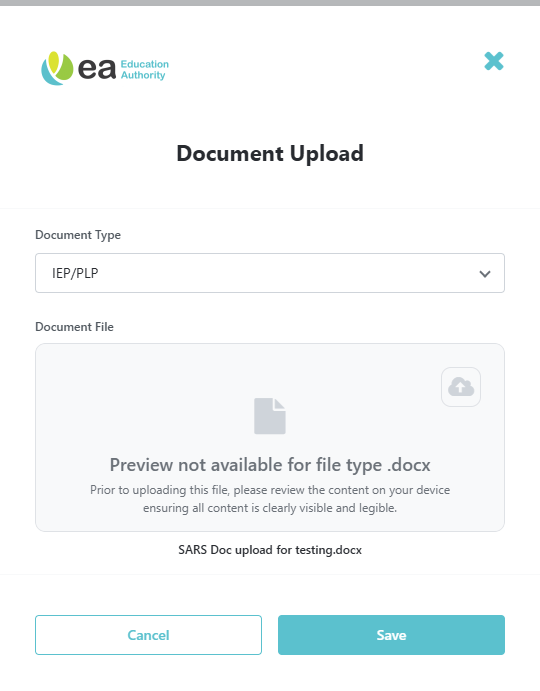 ea Education
Authority
Document Upload
Document Type
IEP/PLP
Document File
Preview not available for file type .docx
Prior to uploading this file, please review the content on your device
ensuring all content is clearly visible and legible.
SARS Doc upload for testing.docx
Cancel
Save